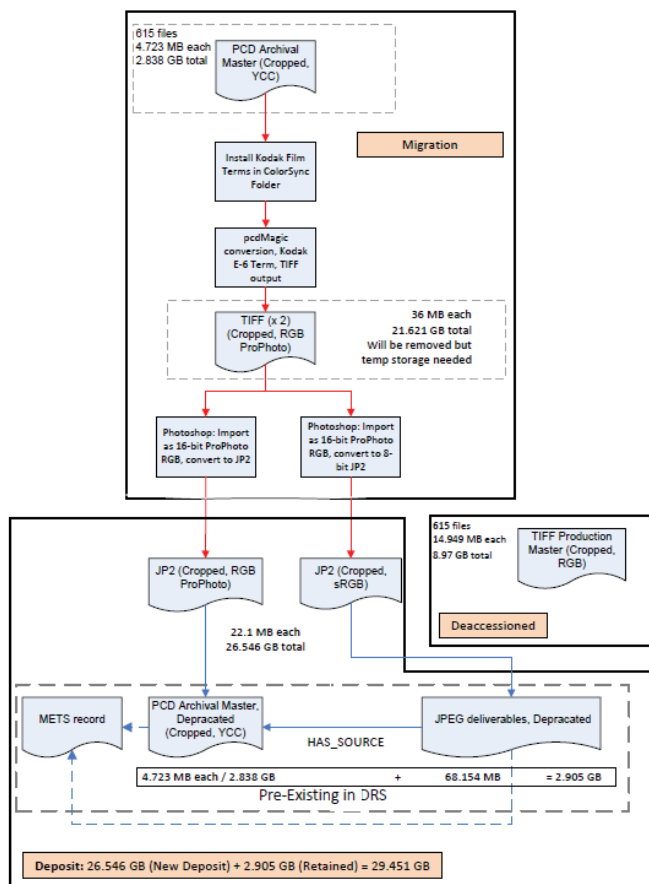 615 files
4.723 MB each
2.838 GB total
PCD Archival
Master (Cropped,
YCC)
Migration
Install Kodak Film
Terms in ColorSync
Folder
pcdMagic
conversion, Kodak
E-6 Term, TIFF
output
TIFF (x 2)
(Cropped, RGB
ProPhoto)
36 MB each
21.621 GB total
Will be removed but
temp storage needed
Photoshop: Import
as 16-bit ProPhoto
RGB, convert to JP2
Photoshop: Import
as 16-bit ProPhoto
RGB, convert to 8-
bit JP2
615 files
14.949 MB each
8.97 GB total
TIFF Production
Master (Cropped,
RGB)
Deaccessioned
JP2 (Cropped, RGB
ProPhoto)
JP2 (Cropped,
sRGB)
22.1 MB each
26.546 GB total
METS record
PCD Archival Master,
Depracated
(Cropped, YCC)
HAS_SOURCE
JPEG deliverables, Depracated
4.723 MB each / 2.838 GB + 68.154 MB = 2.905 GB
Pre-Existing in DRS
Deposit: 26.546 GB (New Deposit) + 2.905 GB (Retained) = 29.451 GB